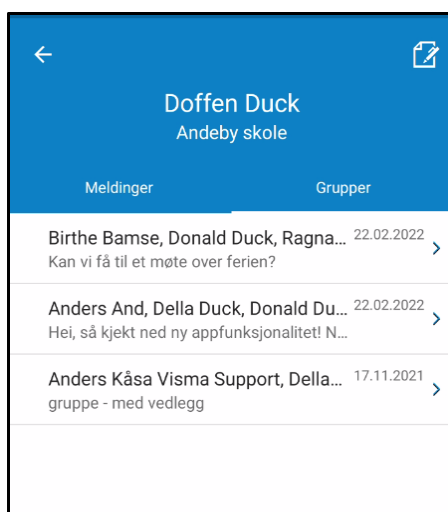 Doffen Duck
Andeby skole
Meldinger Grupper
Birthe Bamse, Donald Duck, Ragna... 22.02.2022
Kan vi få til et møte over ferien?
Anders And, Della Duck, Donald Du... 22.02.2022
Hei, så kjekt ned ny appfunksjonalitet! N...
Anders Kåsa Visma Support, Della... 17.11.2021
gruppe - med vedlegg